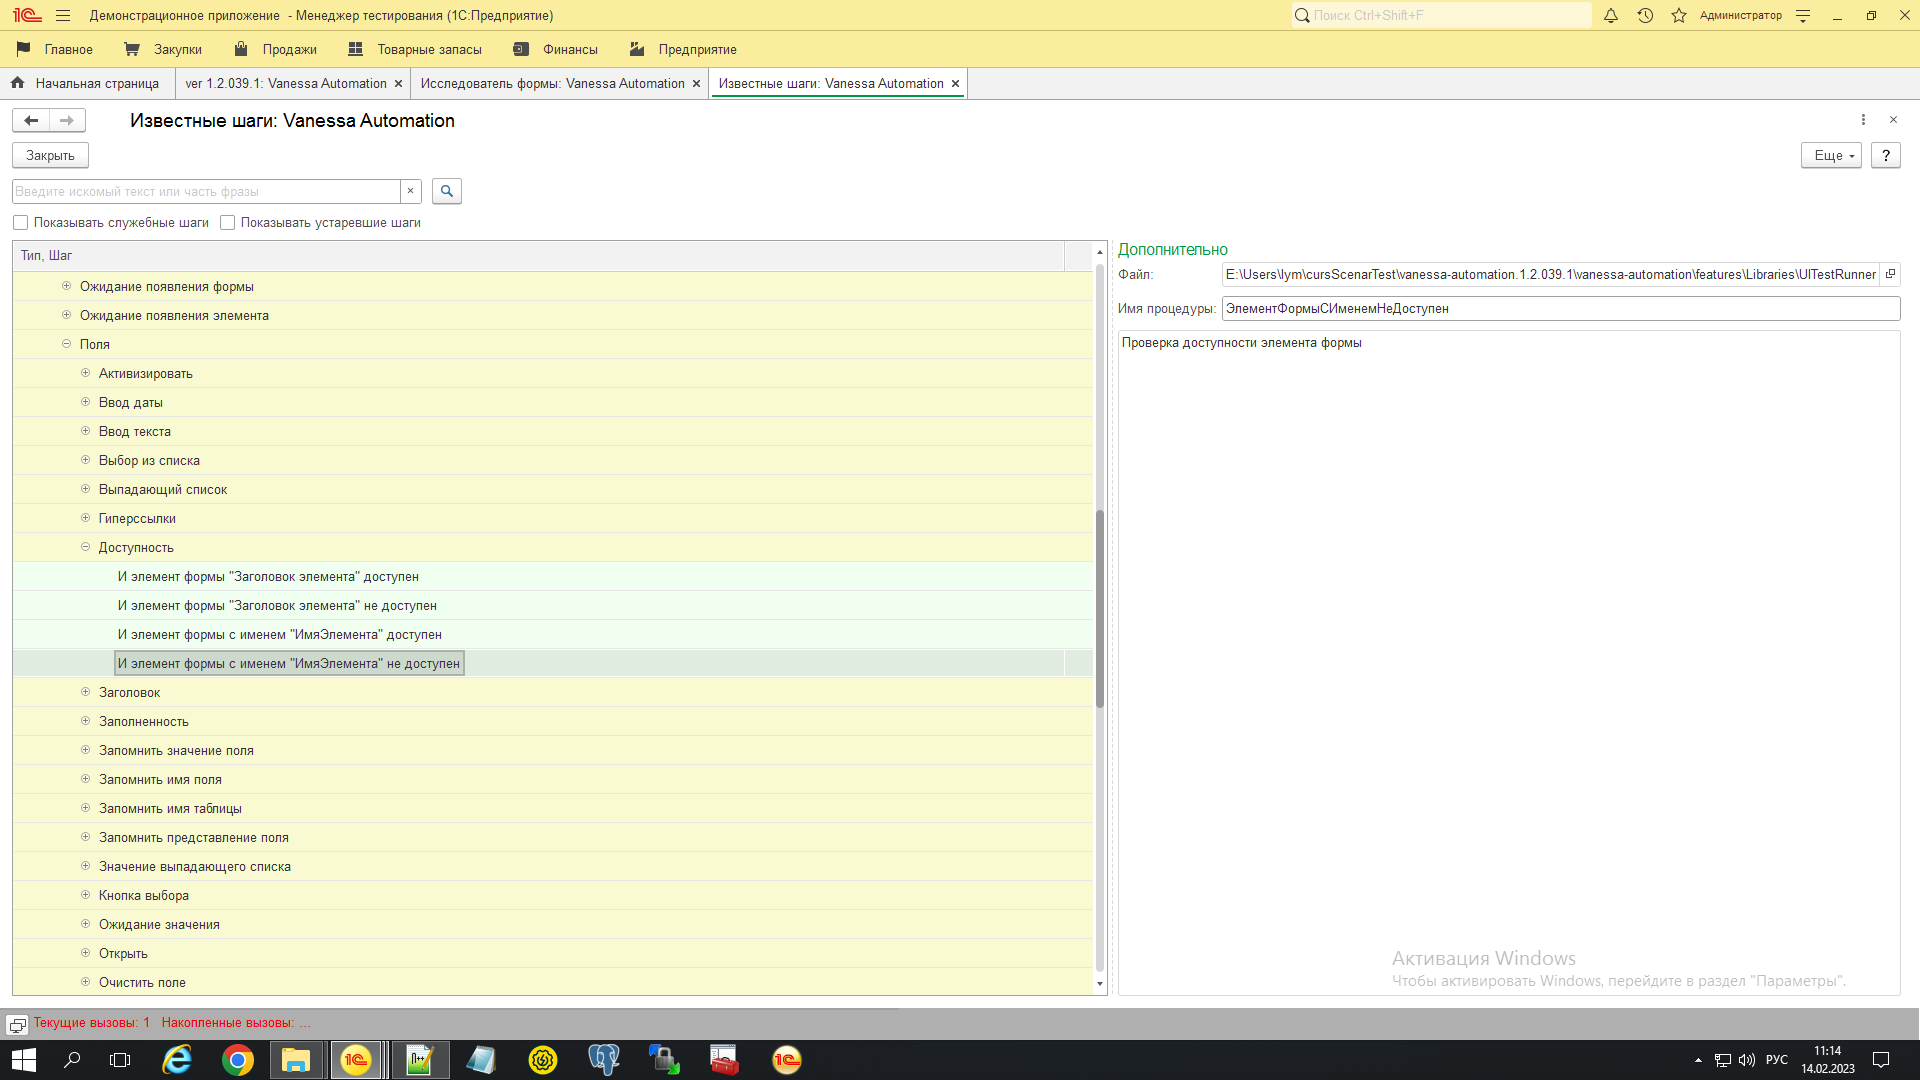 Демонстрационное приложение - Менеджер тестирования (1С:Предприятие)
Поиск Ctrl+Shift+F
Администратор
Главное
Закупки
Продажи
Товарные запасы
Финансы
Предприятие
Начальная страница
ver 1.2.039.1: Vanessa Automation
Исследователь формы: Vanessa Automation
Известные шаги: Vanessa Automation
Известные шаги: Vanessa Automation
Закрыть
Еще
?
Введите искомый текст или часть фразы
Показывать служебные шаги
Показывать устаревшие шаги
Тип, Шаг
Ожидание появления формы
Ожидание появления элемента
Поля
Активизировать
Ввод даты
Ввод текста
Выбор из списка
Выпадающий список
Гиперссылки
Доступность
И элемент формы "Заголовок элемента" доступен
И элемент формы "Заголовок элемента" не доступен
И элемент формы с именем "ИмяЭлемента" доступен
И элемент формы с именем "ИмяЭлемента" не доступен
Заголовок
Заполненность
Запомнить значение поля
Запомнить имя поля
Запомнить имя таблицы
Запомнить представление поля
Значение выпадающего списка
Кнопка выбора
Ожидание значения
Открыть
Очистить поле
Дополнительно
Файл:
E:\Users\lym\cursScenarTest\vanessa-automation.1.2.039.1\vanessa-automation\features\Libraries\UITestRunner
Имя процедуры:
ЭлементФормыСИменемНеДоступен
Проверка доступности элемента формы
Активация Windows
Чтобы активировать Windows, перейдите в раздел "Параметры".
Текущие вызовы: 1 Накопленные вызовы: ...
РУС
11:14
14.02.2023